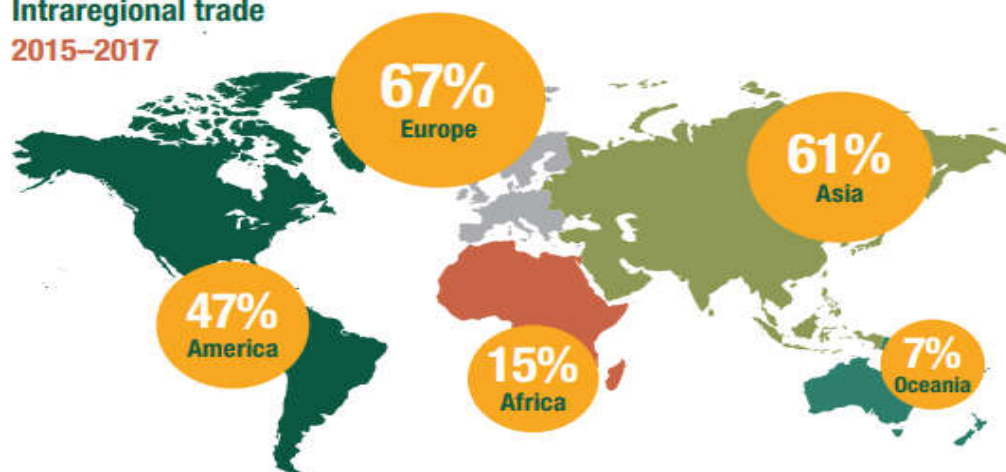 Intraregional trade
2015–2017
67%
Europe
61%
Asia
47%
America
15%
Africa
7%
Oceania